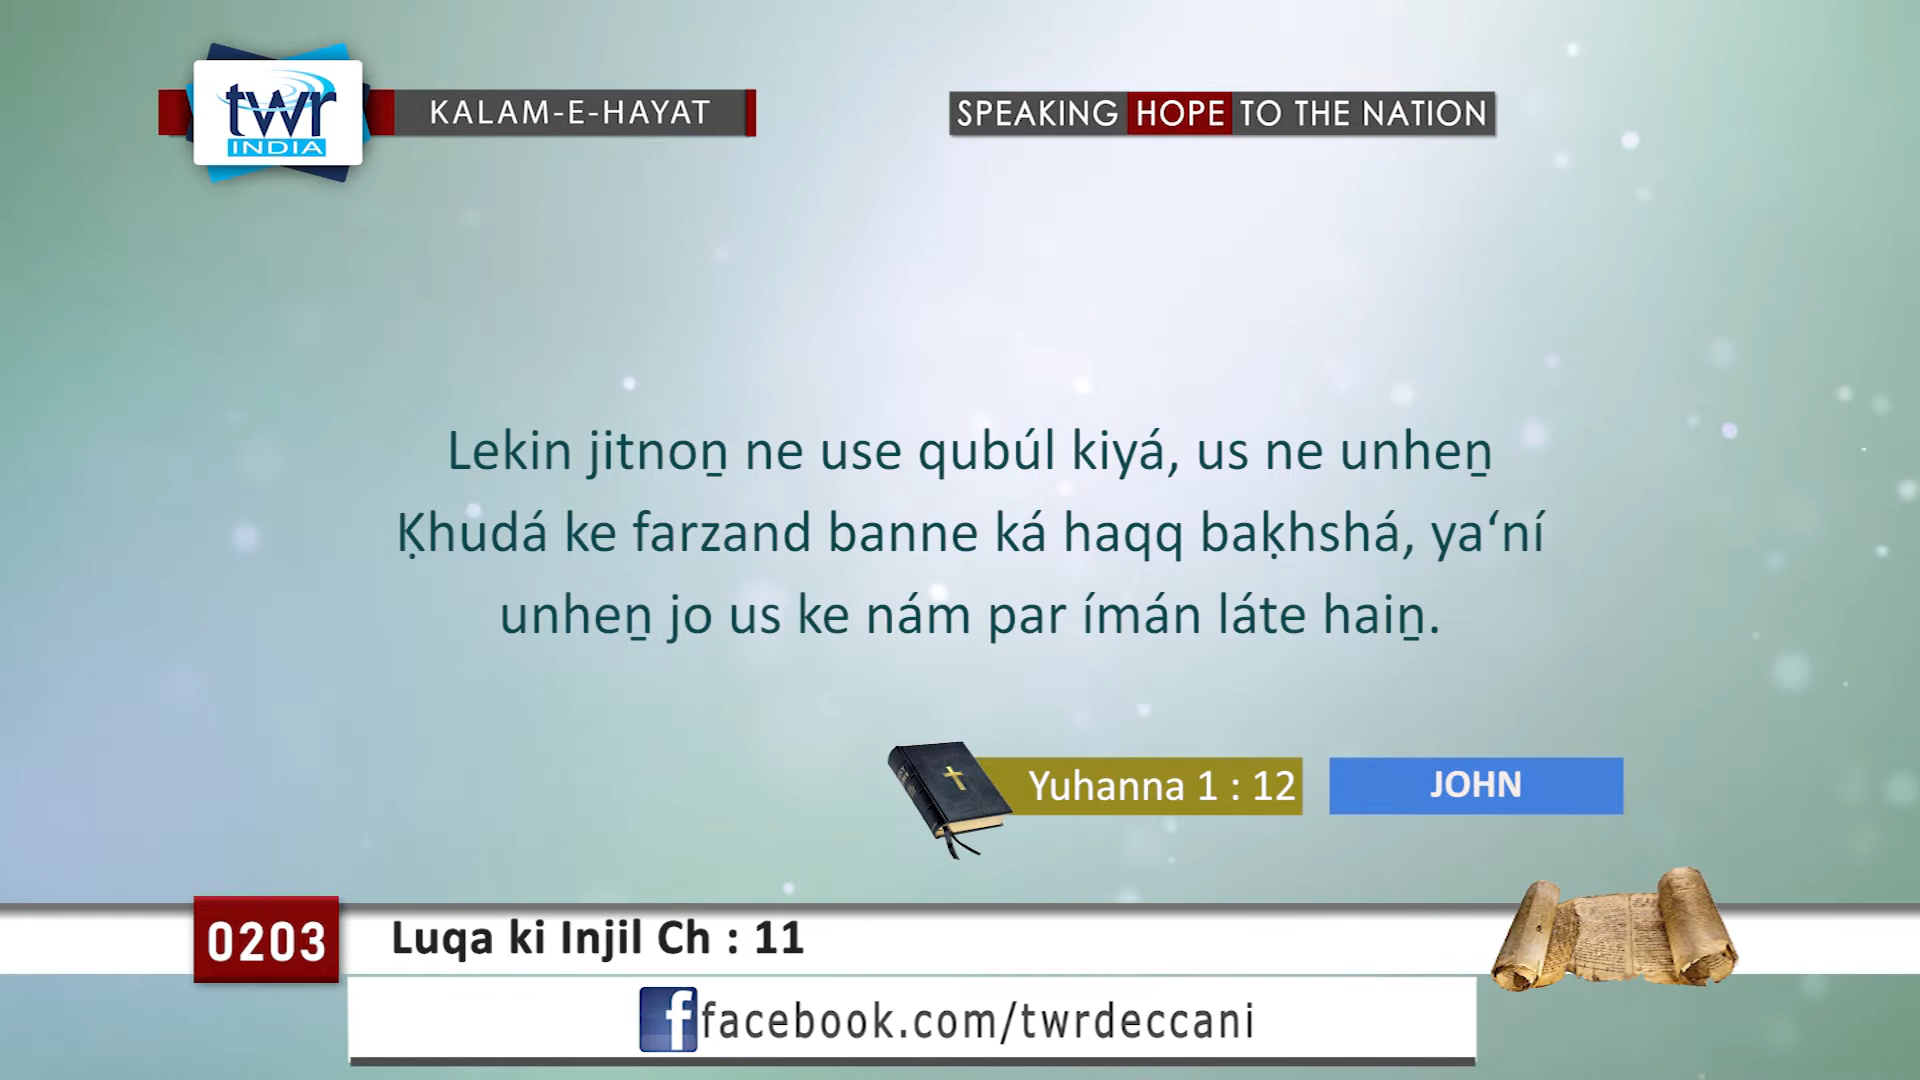 twr
INDIA
KALAM-E-HAYAT
SPEAKING HOPE TO THE NATION
Lekin jitnoṉ ne use qubúl kiyá, us ne unheṉ
Ḳhudá ke farzand banne ká haqq baḳhshá, ya‘ní
unheṉ jo us ke nám par ímán láte haiṉ.
Yuhanna 1 : 12
JOHN
0203
Luqa ki Injil Ch : 11
facebook.com/twrdeccani